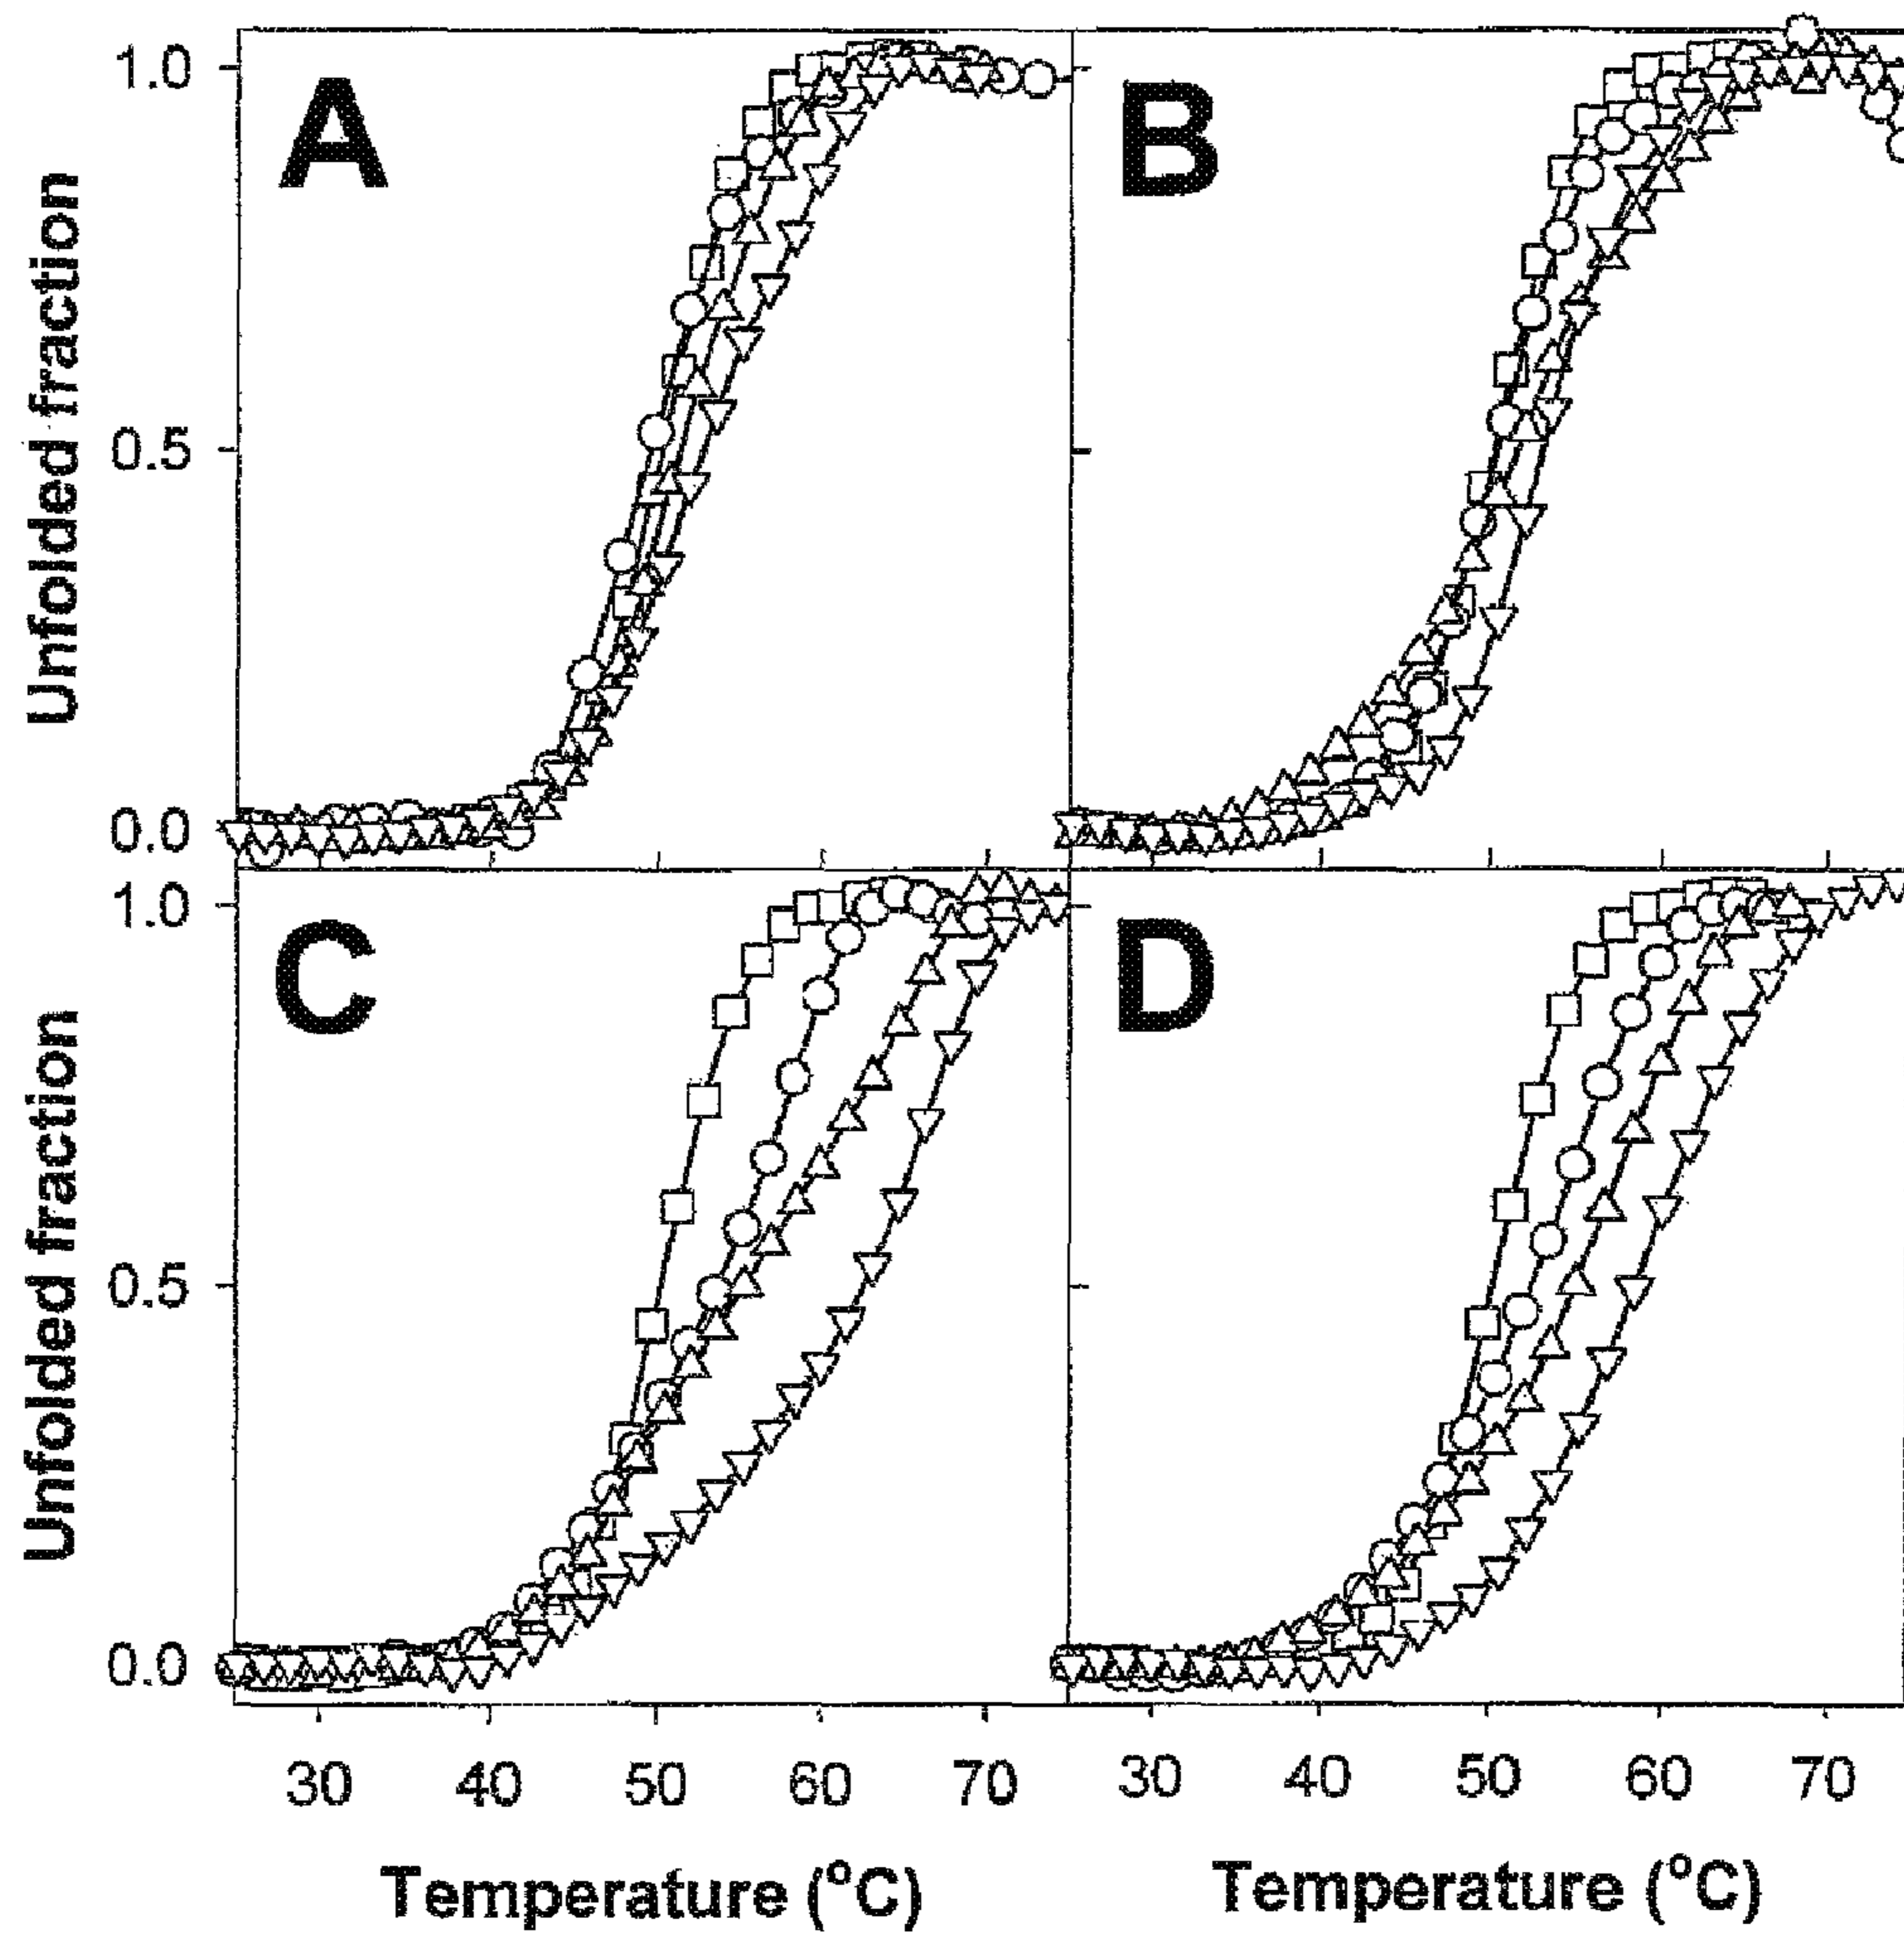 A
B
1.0
0.5
0.0
Unfolded fraction
C
D
1.0
0.5
0.0
Unfolded fraction
30 40 50 60 70 30 40 50 60 70
Temperature (°C) Temperature (°C)